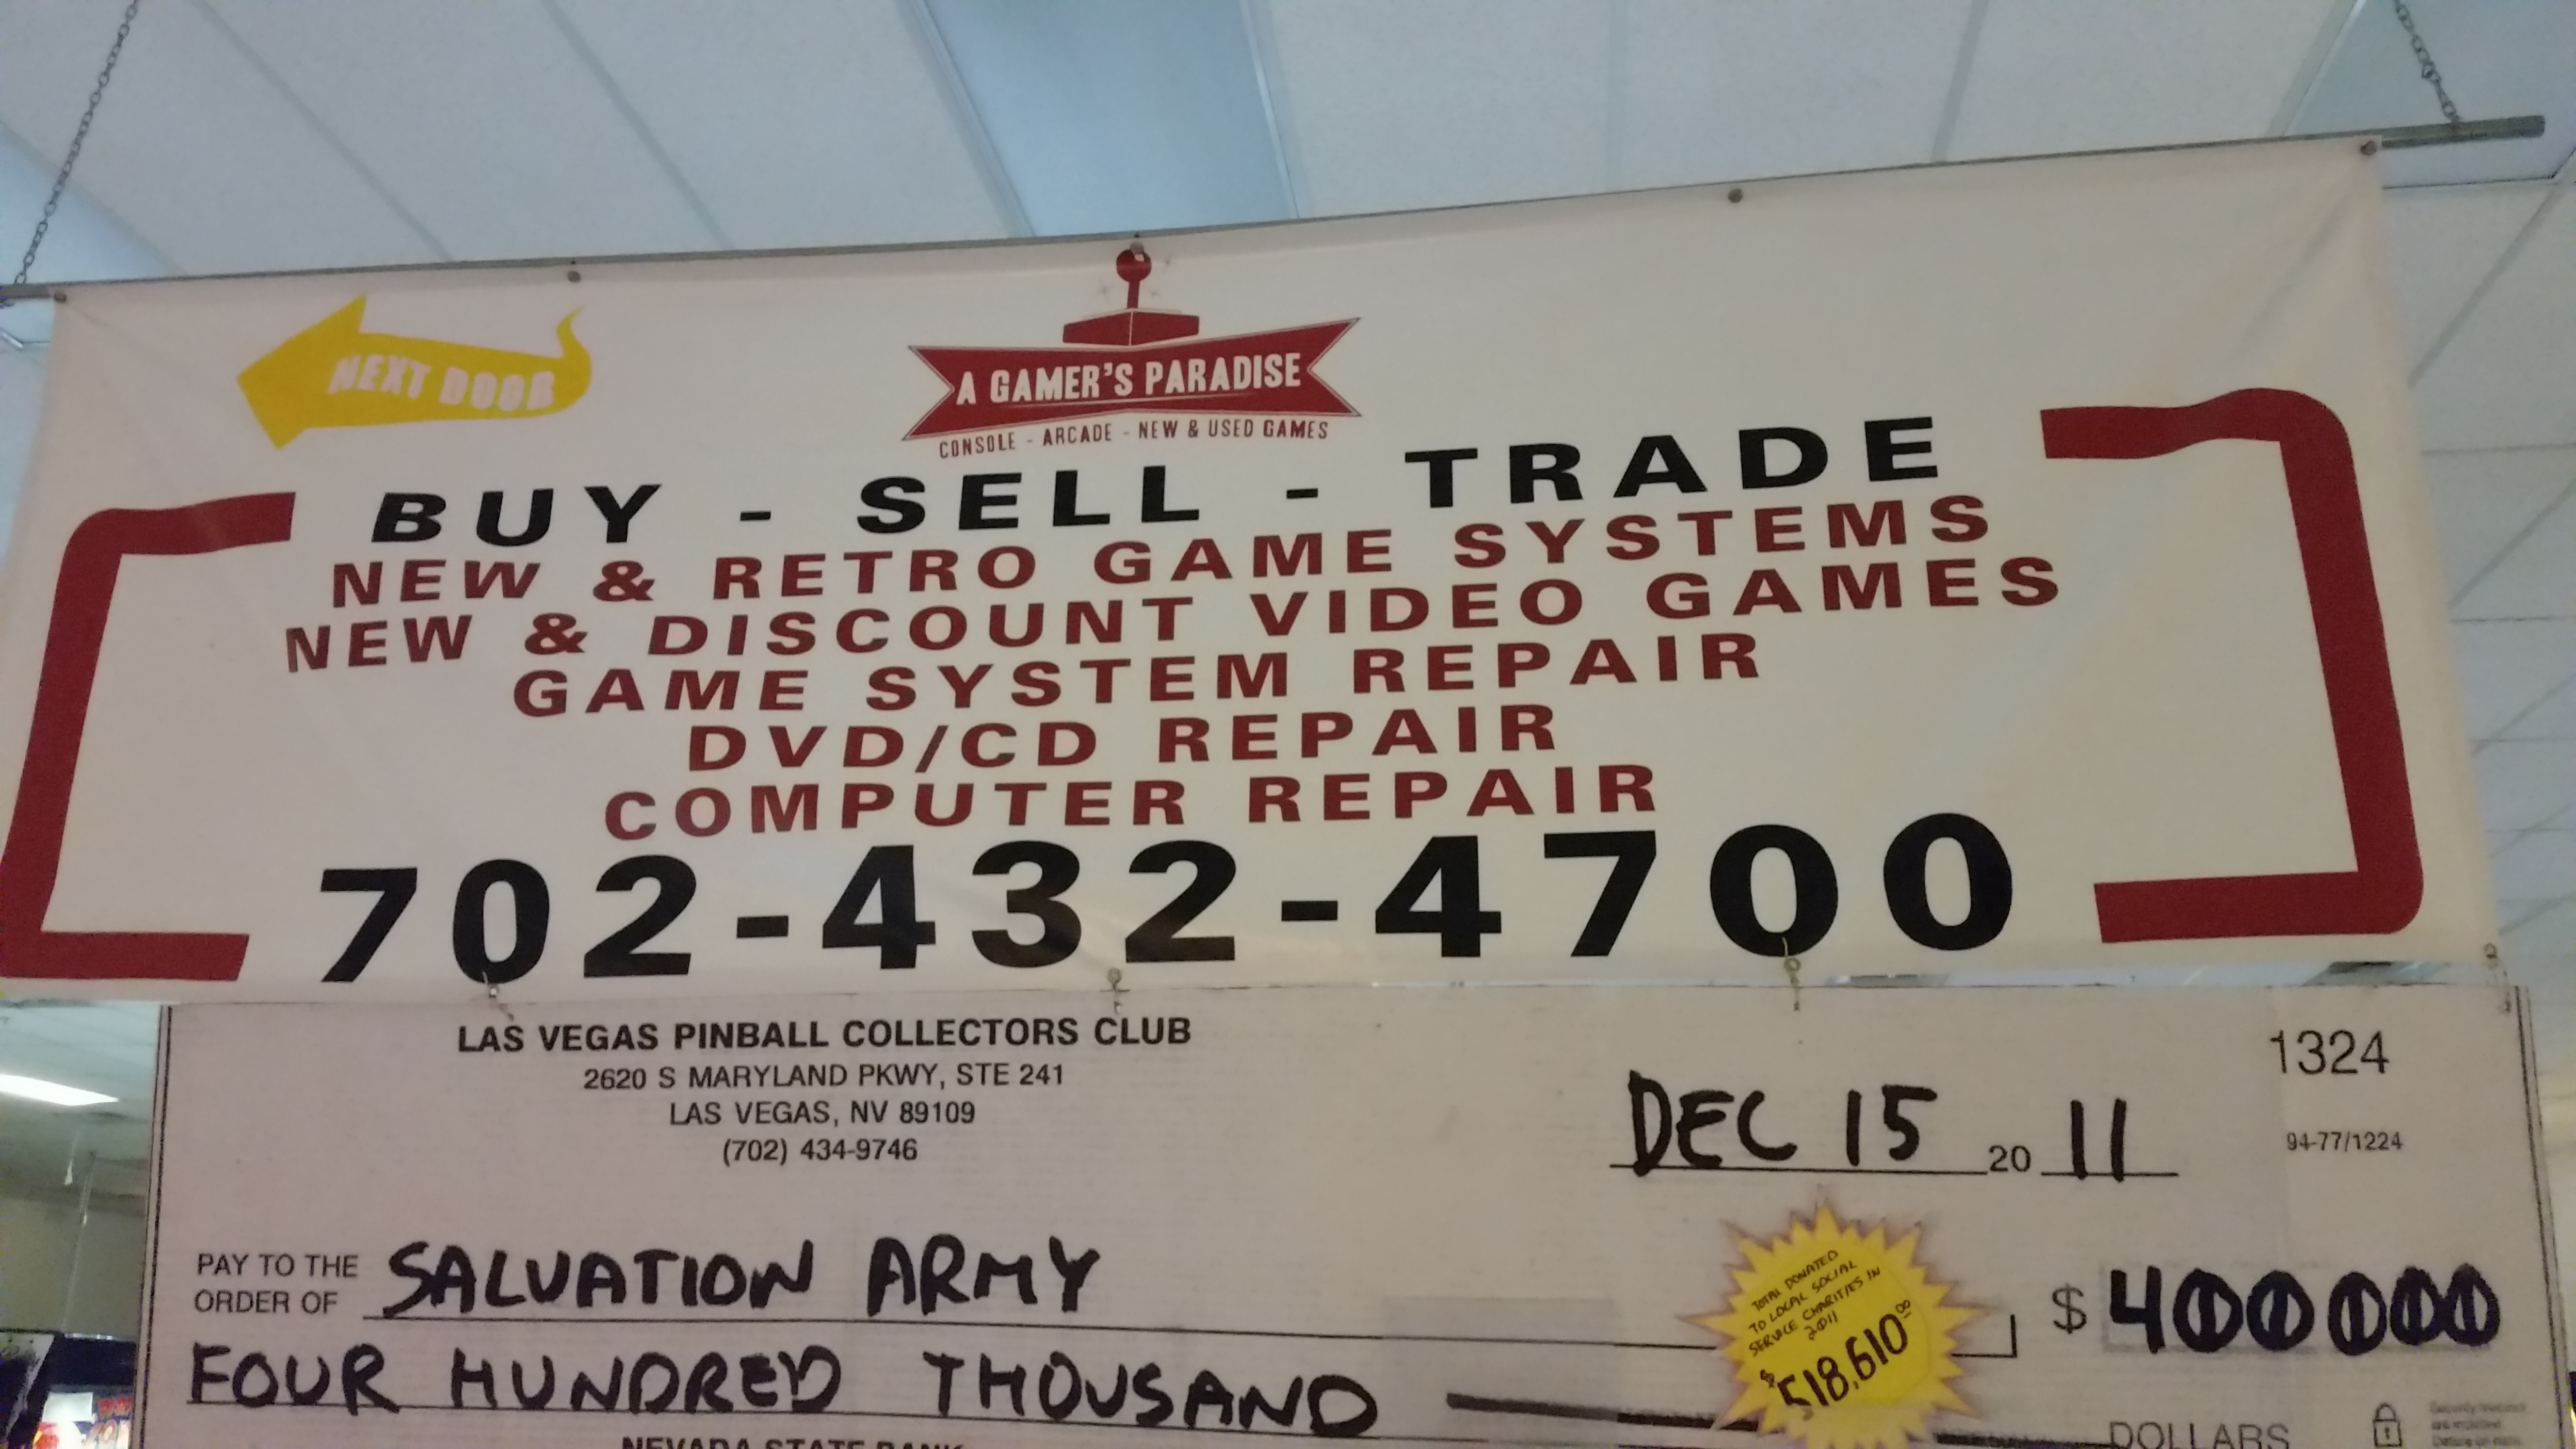 NEXT DOOR
A GAMER'S PARADISE
CONSOLE - ARCADE - NEW & USED GAMES
BUY - SELL - TRADE
NEW & RETRO GAME SYSTEMS
NEW & DISCOUNT VIDEO GAMES
GAME SYSTEM REPAIR
DVD/CD REPAIR
COMPUTER REPAIR
702-432-4700
LAS VEGAS PINBALL COLLECTORS CLUB
2620 S MARYLAND PKWY, STE 241
LAS VEGAS, NV 89109
(702) 434-9746
1324
DEC 15 20 11
94-77/1224
PAY TO THE
ORDER OF
SALVATION ARMY
$ 400000
TOTAL DONATED
TO LOCAL SOCIAL
SERVICE CHARITIES IN
2011
$518,610.00
FOUR HUNDRED THOUSAND
DOLLARS
NEVADA STATE BANK